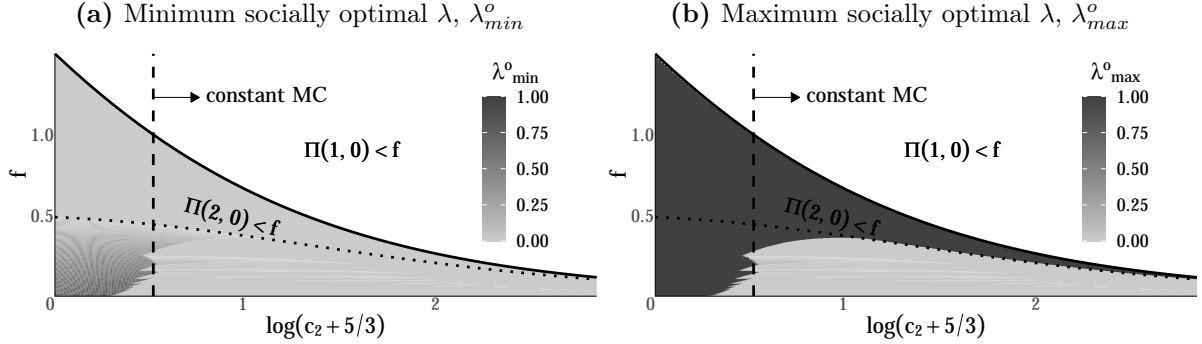 (a) Minimum socially optimal λ, λ^o_min
λ^o_min
1.00
0.75
0.50
0.25
0.00
constant MC
Π(1, 0) < f
Π(2, 0) < f
f
1.0
0.5
0
1
2
log(c₂ + 5/3)
(b) Maximum socially optimal λ, λ^o_max
λ^o_max
1.00
0.75
0.50
0.25
0.00
constant MC
Π(1, 0) < f
Π(2, 0) < f
f
1.0
0.5
0
1
2
log(c₂ + 5/3)